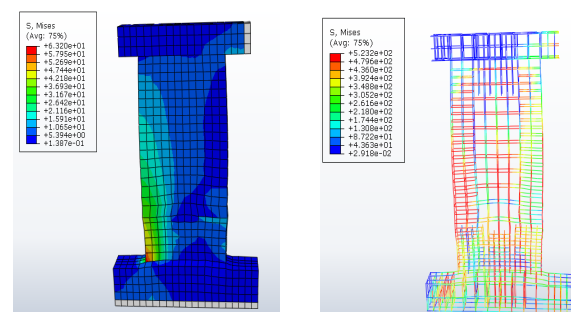 S, Mises
(Avg: 75%)
+6.320e+01
+5.795e+01
+5.269e+01
+4.744e+01
+4.218e+01
+3.693e+01
+3.167e+01
+2.642e+01
+2.116e+01
+1.591e+01
+1.065e+01
+5.394e+00
+1.387e-01
S, Mises
(Avg: 75%)
+5.232e+02
+4.796e+02
+4.360e+02
+3.924e+02
+3.488e+02
+3.052e+02
+2.616e+02
+2.180e+02
+1.744e+02
+1.308e+02
+8.722e+01
+4.363e+01
+2.918e-02